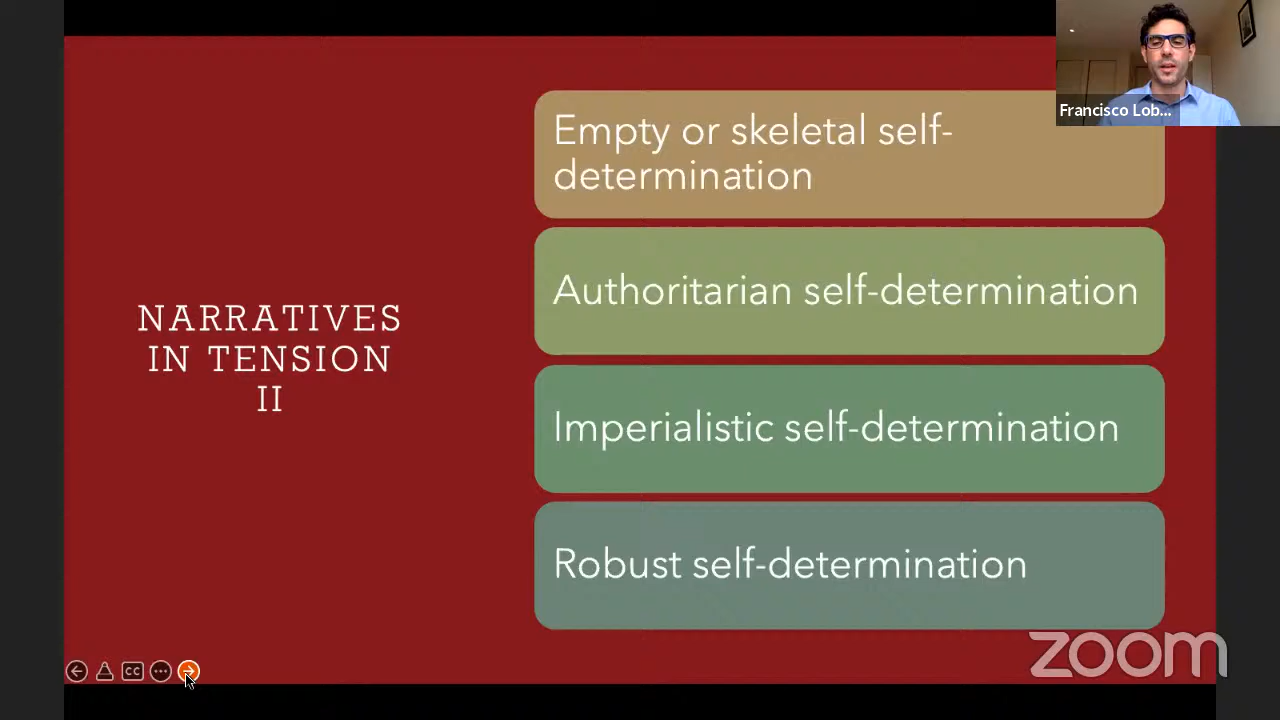 NARRATIVES
IN TENSION
II
Empty or skeletal self-
determination
Authoritarian self-determination
Imperialistic self-determination
Robust self-determination
Francisco Lob...
CC
zoom